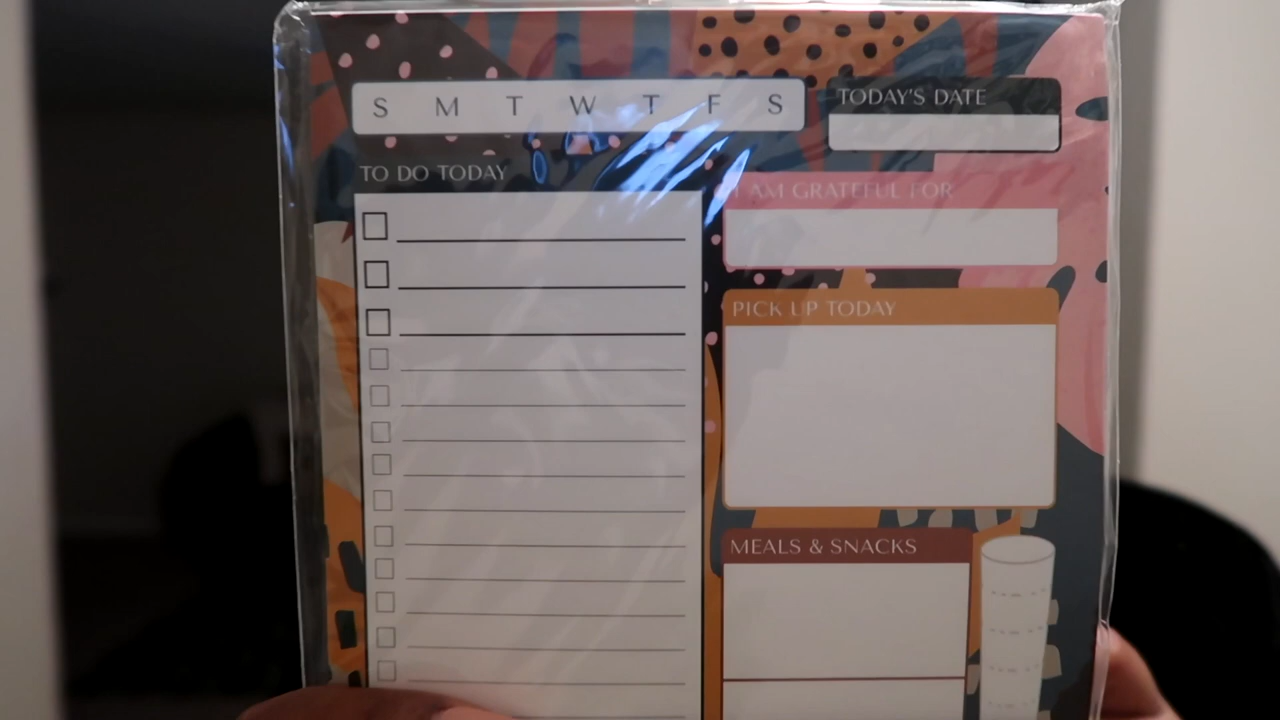 S M T W T F S
TODAY'S DATE
TO DO TODAY
I AM GRATEFUL FOR
PICK UP TODAY
MEALS & SNACKS